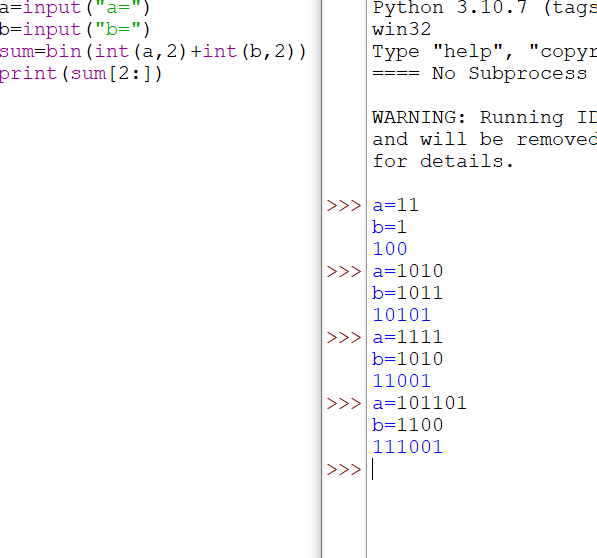 a=input("a=")
b=input("b=")
sum=bin(int(a,2)+int(b,2))
print(sum[2:])
Python 3.10.7 (tags
win32
Type "help", "copyr
==== No Subprocess
WARNING: Running ID
and will be removed
for details.
>>> a=11
b=1
100
>>> a=1010
b=1011
10101
>>> a=1111
b=1010
11001
>>> a=101101
b=1100
111001
>>>